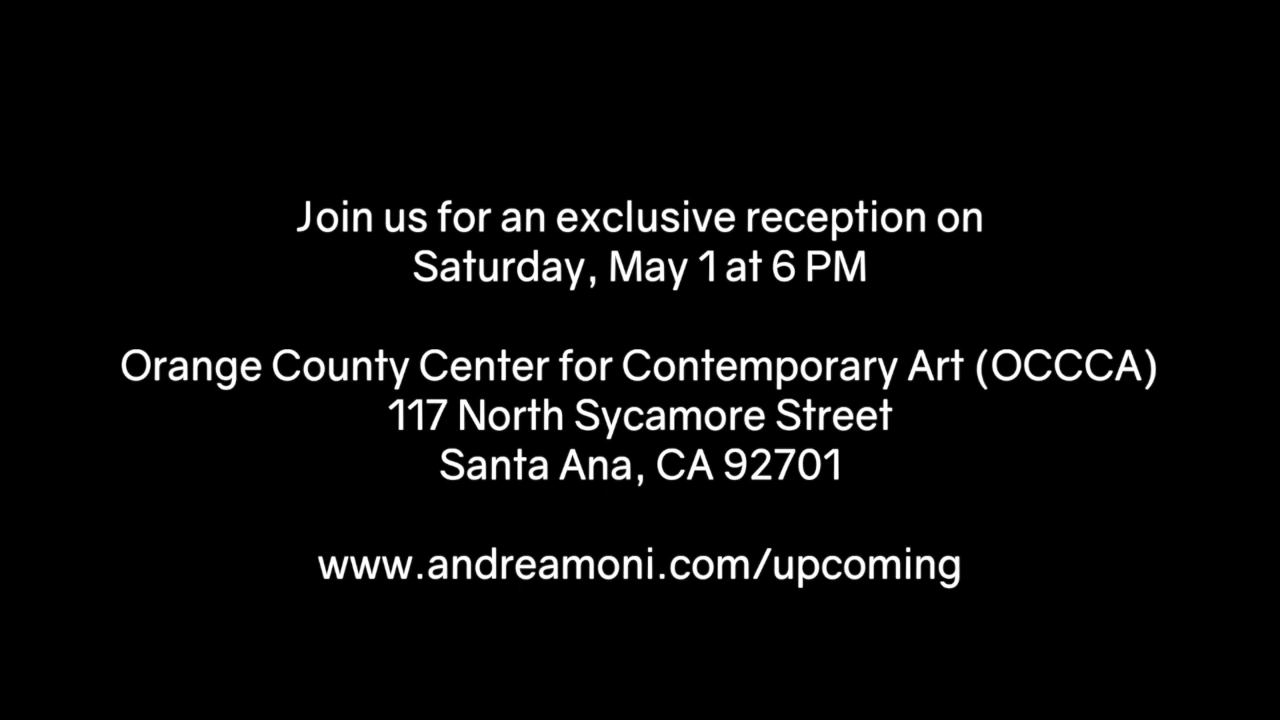 Join us for an exclusive reception on
Saturday, May 1 at 6 PM
Orange County Center for Contemporary Art (OCCCA)
117 North Sycamore Street
Santa Ana, CA 92701
www.andreamoni.com/upcoming